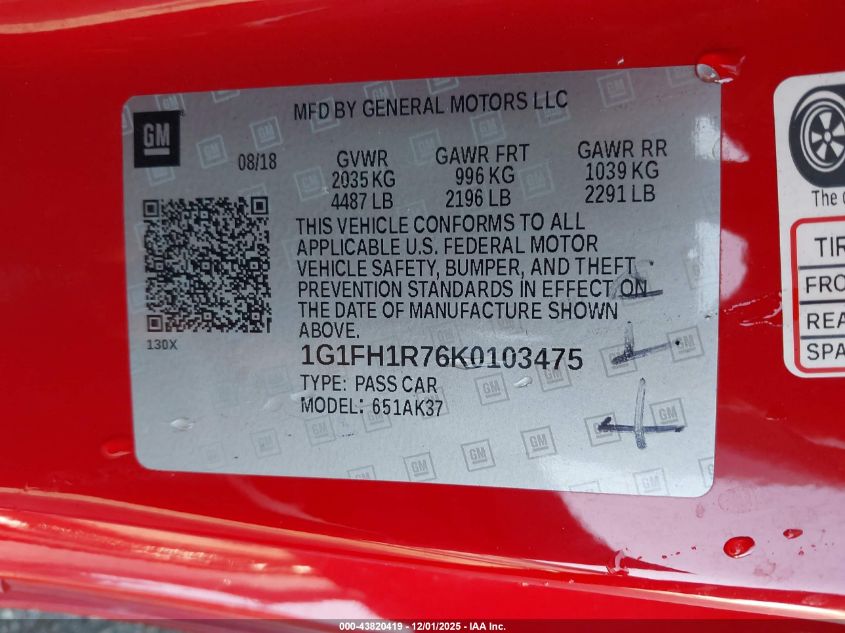 MFD BY GENERAL MOTORS LLC
GM
08/18
GVWR GAWR FRT GAWR RR
2035 KG 996 KG 1039 KG
4487 LB 2196 LB 2291 LB
THIS VEHICLE CONFORMS TO ALL
APPLICABLE U.S. FEDERAL MOTOR
VEHICLE SAFETY, BUMPER, AND THEFT
PREVENTION STANDARDS IN EFFECT ON
THE DATE OF MANUFACTURE SHOWN
ABOVE.
130X
1G1FH1R76K0103475
TYPE: PASS CAR
MODEL: 651AK37
The
TIR
FRO
REA
SPA
000-43820419 - 12/01/2025 - IAA Inc.